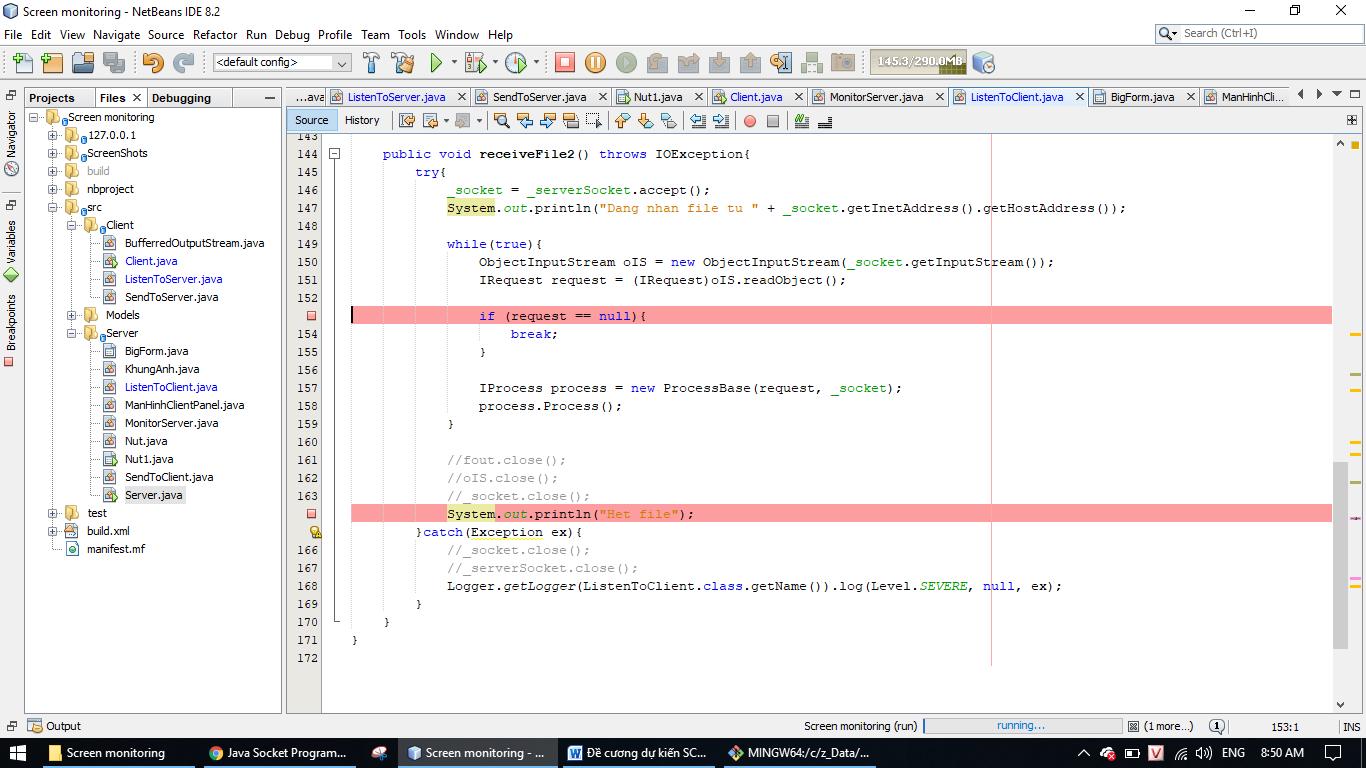 Screen monitoring - NetBeans IDE 8.2
File Edit View Navigate Source Refactor Run Debug Profile Team Tools Window Help
Search (Ctrl+I)
<default config>
145.3/290.0MB
Projects Files Debugging
...ava ListenToServer.java SendToServer.java Nut1.java Client.java MonitorServer.java ListenToClient.java BigForm.java ManHinhCli...
Source History
Navigator
Variables
Breakpoints
Screen monitoring
127.0.0.1
ScreenShots
build
nbproject
src
Client
BufferredOutputStream.java
Client.java
ListenToServer.java
SendToServer.java
Models
Server
BigForm.java
KhungAnh.java
ListenToClient.java
ManHinhClientPanel.java
MonitorServer.java
Nut.java
Nut1.java
SendToClient.java
Server.java
test
build.xml
manifest.mf
143
144 public void receiveFile2() throws IOException{
145 try{
146 _socket = _serverSocket.accept();
147 System.out.println("Dang nhan file tu " + _socket.getInetAddress().getHostAddress());
148
149 while(true){
150 ObjectInputStream oIS = new ObjectInputStream(_socket.getInputStream());
151 IRequest request = (IRequest)oIS.readObject();
152
if (request == null){
154 break;
155 }
156
157 IProcess process = new ProcessBase(request, _socket);
158 process.Process();
159 }
160
161 //fout.close();
162 //oIS.close();
163 //_socket.close();
System.out.println("Het file");
}catch(Exception ex){
166 //_socket.close();
167 //_serverSocket.close();
168 Logger.getLogger(ListenToClient.class.getName()).log(Level.SEVERE, null, ex);
169 }
170 }
171 }
172
Output
Screen monitoring (run) running... (1 more...) 1 153:1 INS
Screen monitoring Java Socket Program... Screen monitoring - ... Đề cương dự kiến SC... MINGW64:/c/z_Data/... V ENG 8:50 AM